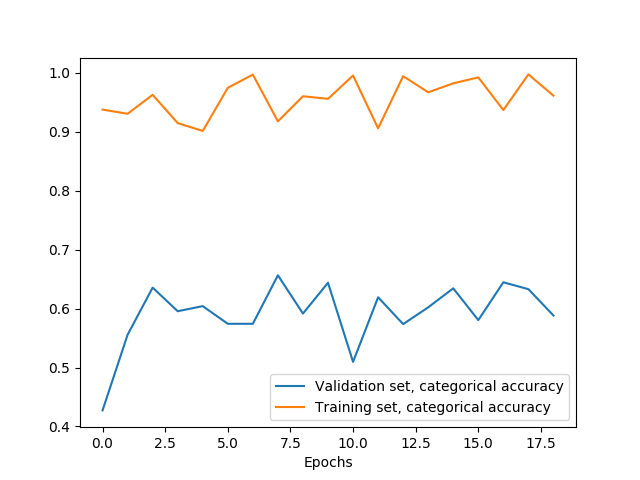 1.0
0.9
0.8
0.7
0.6
0.5
0.4
Validation set, categorical accuracy
Training set, categorical accuracy
0.0 2.5 5.0 7.5 10.0 12.5 15.0 17.5
Epochs